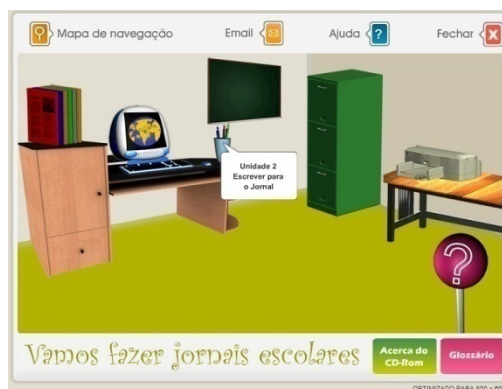 Mapa de navegação Email Ajuda ? Fechar X
Unidade 2
Escrever para
o Jornal
?
Vamos fazer jornais escolares
Acerca do
CD-Rom
Glossário